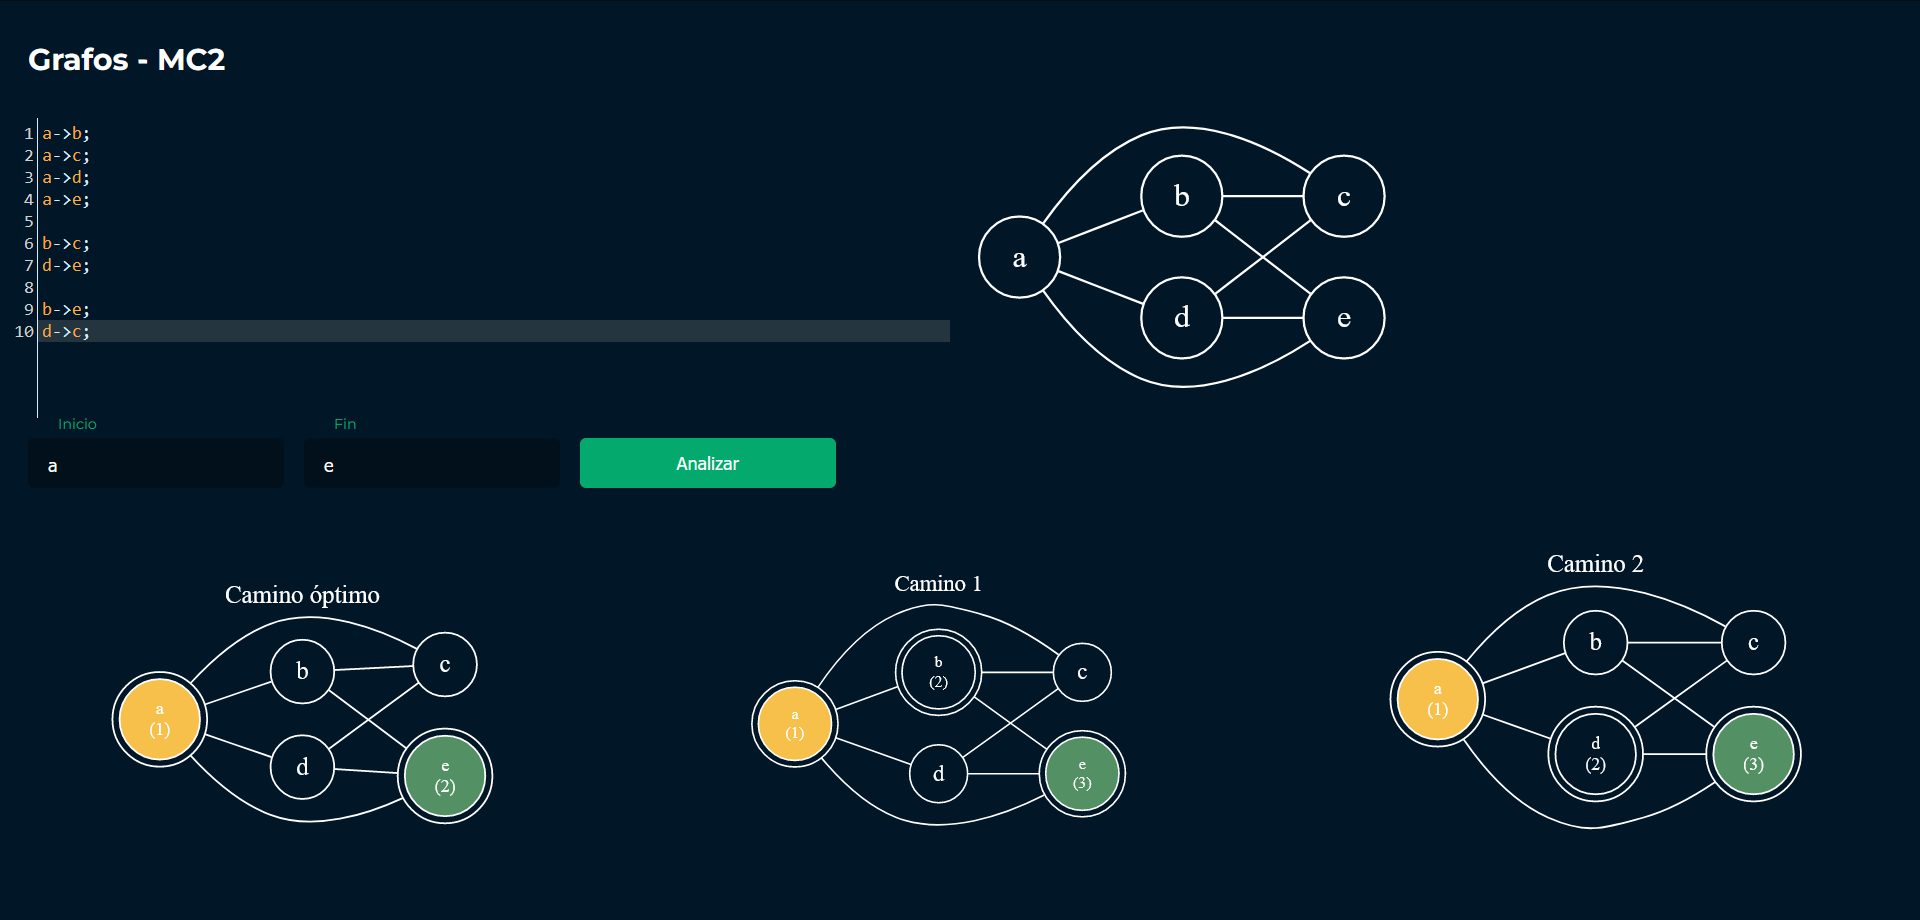 Grafos - MC2
1 a->b;
2 a->c;
3 a->d;
4 a->e;
5
6 b->c;
7 d->e;
8
9 b->e;
10 d->c;
a
b
c
d
e
Inicio
Fin
a
e
Analizar
Camino óptimo
a
(1)
b
c
d
e
(2)
Camino 1
a
(1)
b
(2)
c
d
e
(3)
Camino 2
a
(1)
b
c
d
(2)
e
(3)